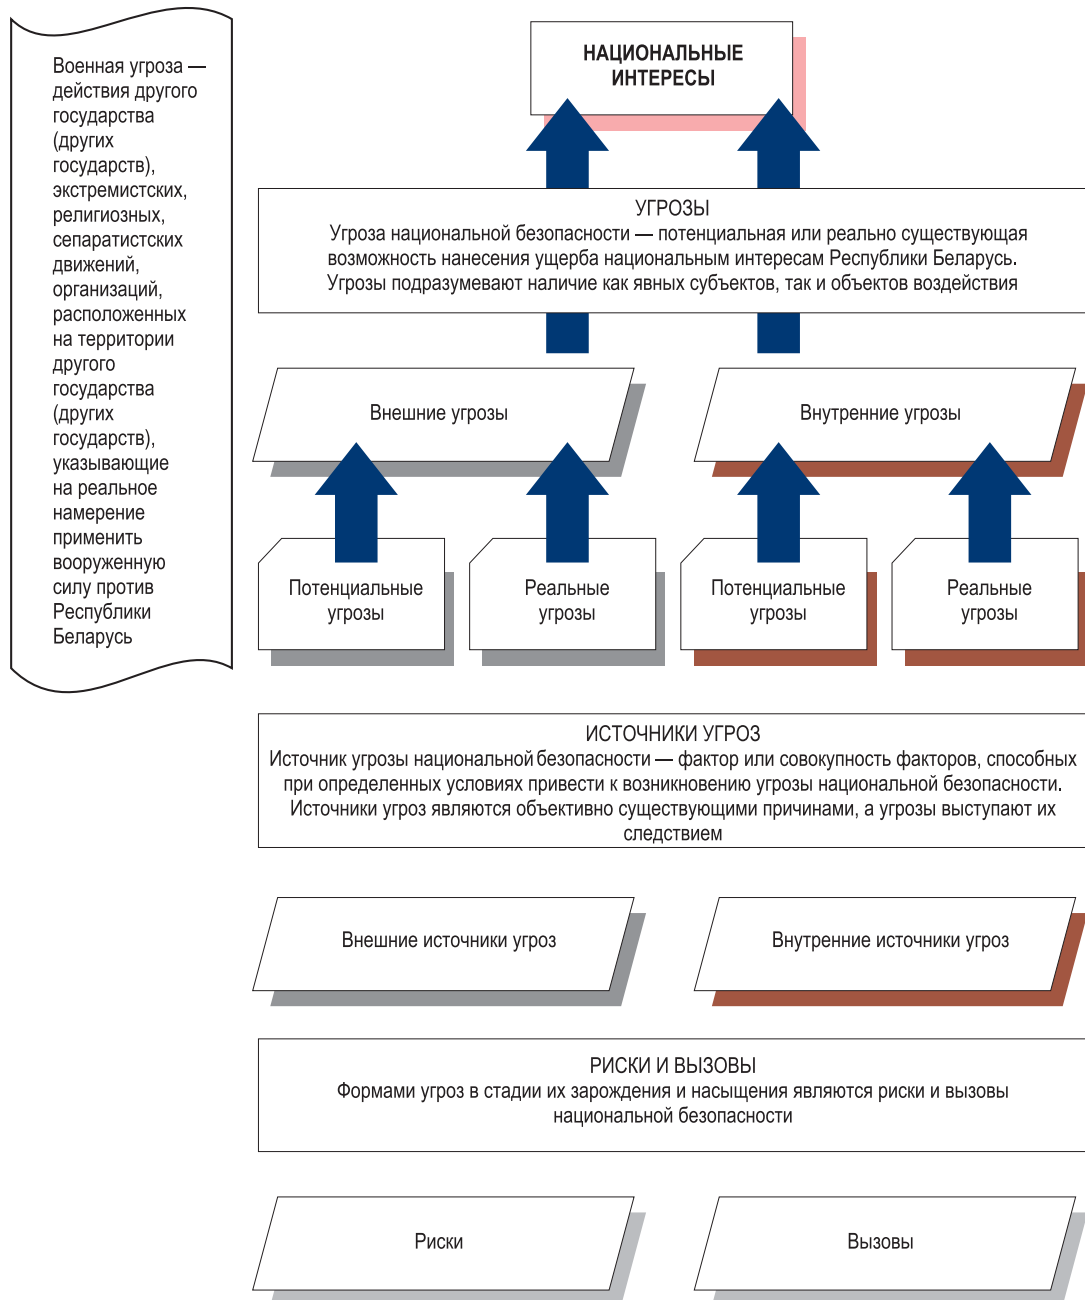 Военная угроза —
действия другого
государства
(других
государств),
экстремистских,
религиозных,
сепаратистских
движений,
организаций,
расположенных
на территории
другого
государства
(других
государств),
указывающие
на реальное
намерение
применить
вооруженную
силу против
Республики
Беларусь
НАЦИОНАЛЬНЫЕ
ИНТЕРЕСЫ
УГРОЗЫ
Угроза национальной безопасности — потенциальная или реально существующая
возможность нанесения ущерба национальным интересам Республики Беларусь.
Угрозы подразумевают наличие как явных субъектов, так и объектов воздействия
Внешние угрозы
Внутренние угрозы
Потенциальные
угрозы
Реальные
угрозы
Потенциальные
угрозы
Реальные
угрозы
ИСТОЧНИКИ УГРОЗ
Источник угрозы национальной безопасности — фактор или совокупность факторов, способных
при определенных условиях привести к возникновению угрозы национальной безопасности.
Источники угроз являются объективно существующими причинами, а угрозы выступают их
следствием
Внешние источники угроз
Внутренние источники угроз
РИСКИ И ВЫЗОВЫ
Формами угроз в стадии их зарождения и насыщения являются риски и вызовы
национальной безопасности
Риски
Вызовы